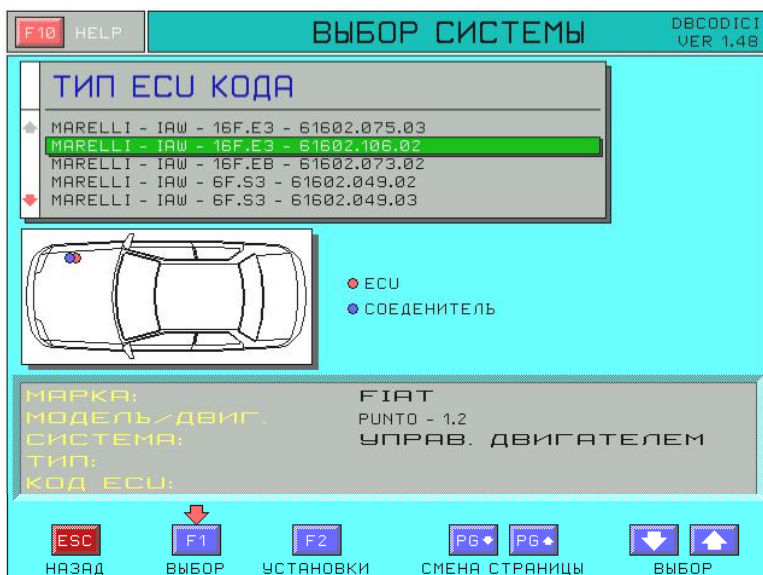 F10 HELP
ВЫБОР СИСТЕМЫ
DBCODICI
VER 1.48
ТИП ECU КОДА
MARELLI - IAW - 16F.E3 - 61602.075.03
MARELLI - IAW - 16F.E3 - 61602.106.02
MARELLI - IAW - 16F.EB - 61602.073.02
MARELLI - IAW - 6F.S3 - 61602.049.02
MARELLI - IAW - 6F.S3 - 61602.049.03
ECU
СОЕДЕНИТЕЛЬ
МАРКА: FIAT
МОДЕЛЬ/ДВИГ. PUNTO - 1.2
СИСТЕМА: УПРАВ. ДВИГАТЕЛЕМ
ТИП:
КОД ECU:
ESC F1 F2 PG PG
НАЗАД ВЫБОР УСТАНОВКИ СМЕНА СТРАНИЦЫ ВЫБОР